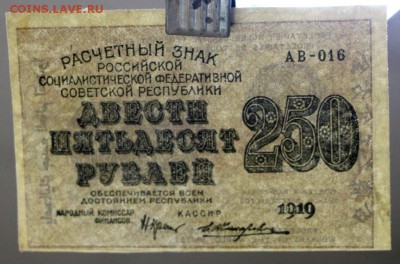 COINS.LAVE.RU
РАСЧЕТНЫЙ ЗНАК
РОССИЙСКОЙ
СОЦИАЛИСТИЧЕСКОЙ ФЕДЕРАТИВНОЙ
СОВЕТСКОЙ РЕСПУБЛИКИ
АВ-016
ДВЕСТИ
ПЯТЬДЕСЯТ
РУБЛЕЙ
250
ОБЕСПЕЧИВАЕТСЯ ВСЕМ
ДОСТОЯНИЕМ РЕСПУБЛИКИ
НАРОДНЫЙ КОМИССАР
ФИНАНСОВ
КАССИР
1919